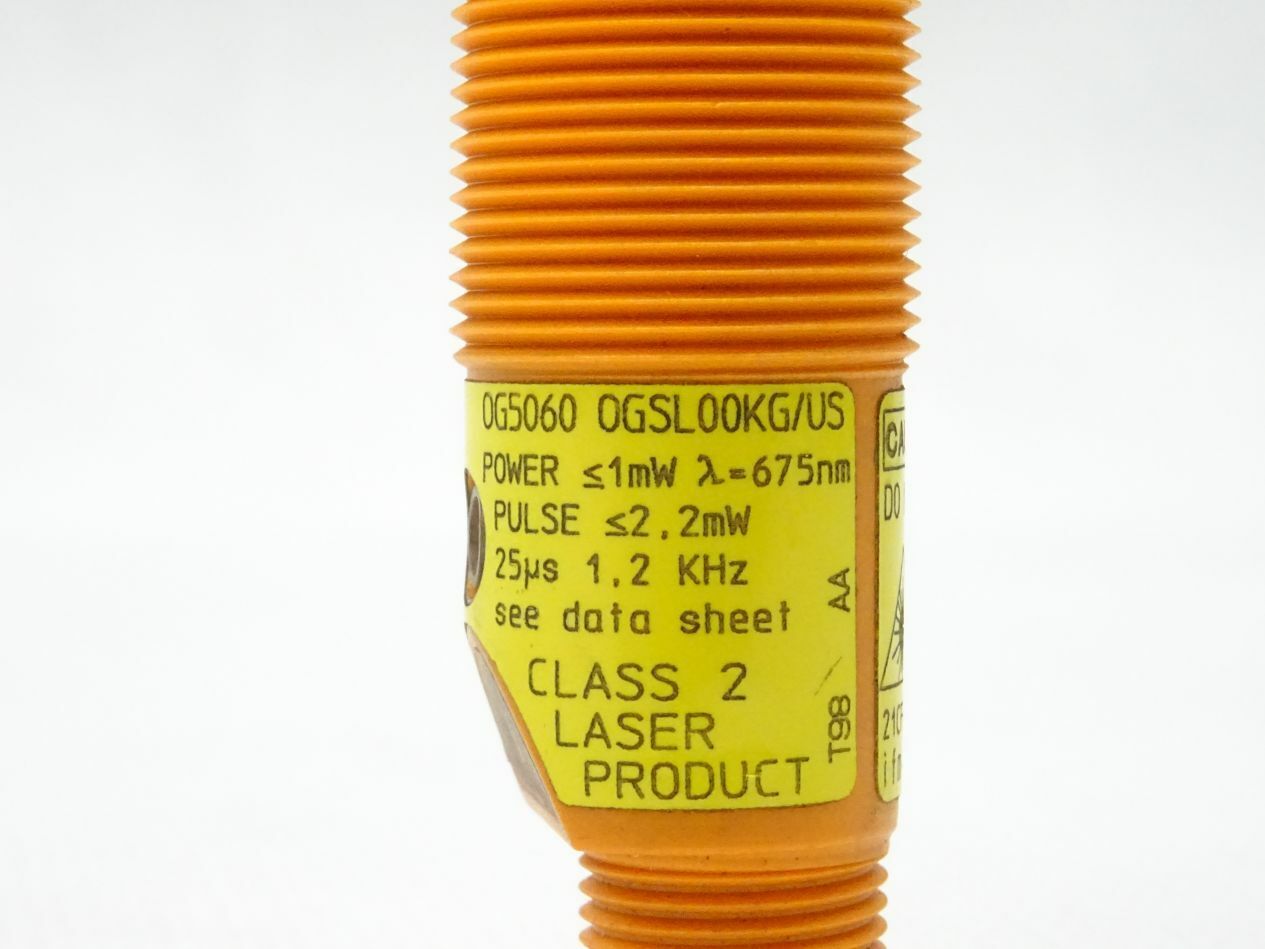 OG5060 OGSL00KG/US
POWER ≤1mW λ=675nm
PULSE ≤2,2mW
25µs 1,2 KHz
see data sheet
CLASS 2
LASER
PRODUCT
T98 AA
DO